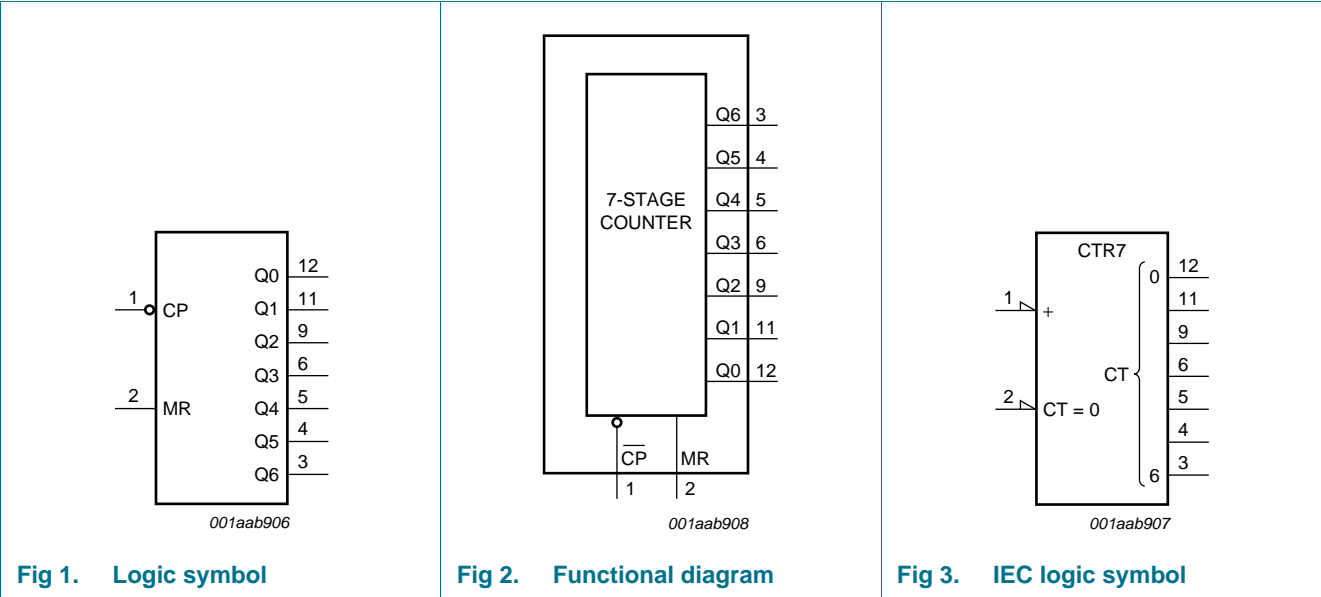 12
Q0
1
CP
11
Q1
9
Q2
6
Q3
2
MR
5
Q4
4
Q5
3
Q6
001aab906
Fig 1. Logic symbol
Q6 3
Q5 4
7-STAGE
COUNTER
Q4 5
Q3 6
Q2 9
Q1 11
Q0 12
CP MR
1 2
001aab908
Fig 2. Functional diagram
CTR7
0
12
1
+
11
9
CT
6
2
CT = 0
5
4
6
3
001aab907
Fig 3. IEC logic symbol